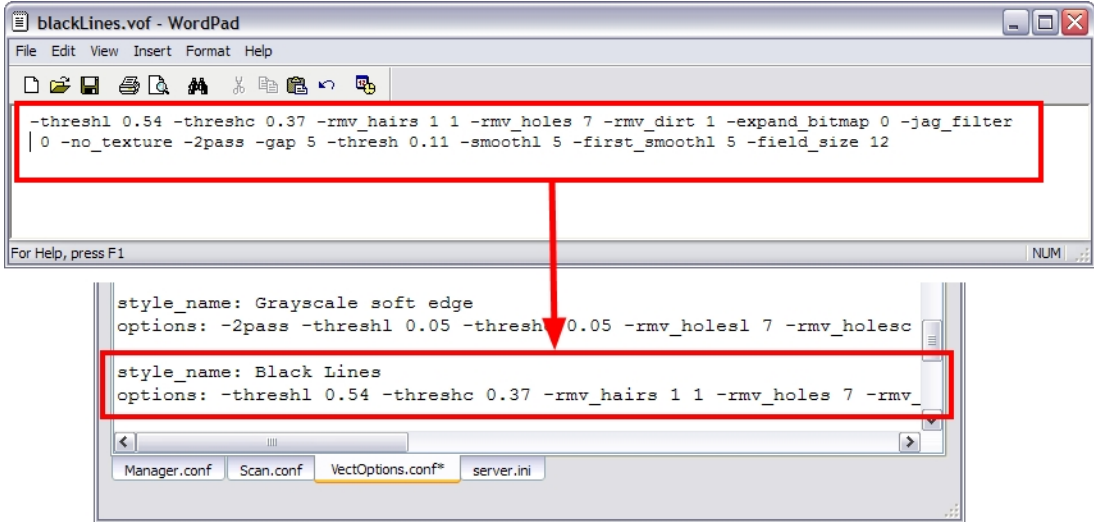 blackLines.vof - WordPad
File Edit View Insert Format Help
-threshl 0.54 -threshc 0.37 -rmv_hairs 1 1 -rmv_holes 7 -rmv_dirt 1 -expand_bitmap 0 -jag_filter
0 -no_texture -2pass -gap 5 -thresh 0.11 -smoothl 5 -first_smoothl 5 -field_size 12
For Help, press F1 NUM
style_name: Grayscale soft edge
options: -2pass -threshl 0.05 -thresh 0.05 -rmv_holesl 7 -rmv_holesc
style_name: Black Lines
options: -threshl 0.54 -threshc 0.37 -rmv_hairs 1 1 -rmv_holes 7 -rmv_
Manager.conf Scan.conf VectOptions.conf* server.ini